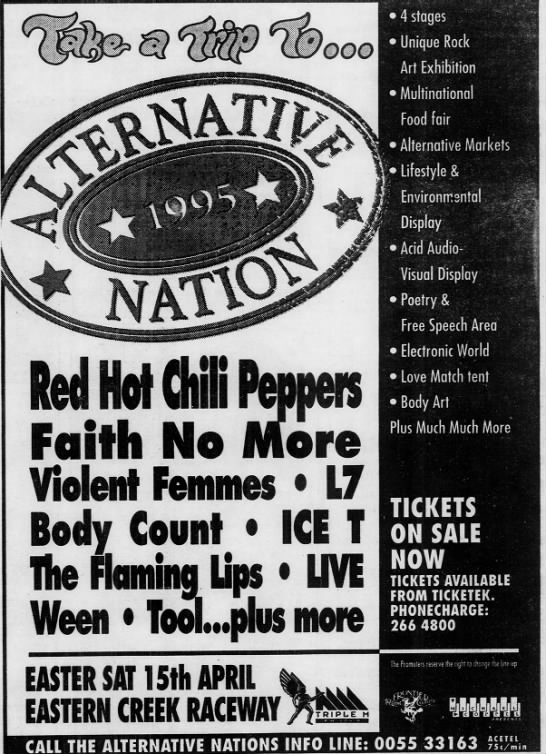 Take a Trip To...
ALTERNATIVE
1995
NATION
Red Hot Chili Peppers
Faith No More
Violent Femmes • L7
Body Count • ICE T
The Flaming Lips • LIVE
Ween • Tool...plus more
EASTER SAT 15th APRIL
EASTERN CREEK RACEWAY
TRIPLE M
• 4 stages
• Unique Rock
Art Exhibition
• Multinational
Food fair
• Alternative Markets
• Lifestyle &
Environmental
Display
• Acid Audio-
Visual Display
• Poetry &
Free Speech Area
• Electronic World
• Love Match tent
• Body Art
Plus Much Much More
TICKETS
ON SALE
NOW
TICKETS AVAILABLE
FROM TICKETEK.
PHONECHARGE:
266 4800
The Promoters reserve the right to change the line up
FRONTIER
PRESENTS
CALL THE ALTERNATIVE NATIONS INFO LINE: 0055 33163 ACETEL
75c/min